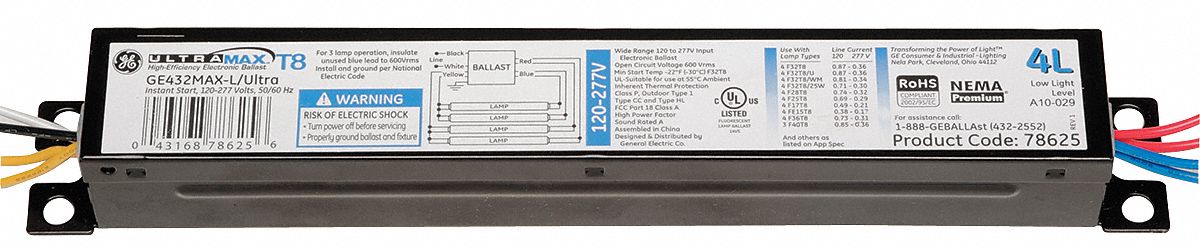 GE
ULTRAMAX T8
High-Efficiency Electronic Ballast
GE432MAX-L/Ultra
Instant Start, 120-277 Volts, 50/60 Hz
0 43168 78625 6
For 3 lamp operation, insulate
unused blue lead to 600Vrms
Install and ground per National
Electric Code
WARNING
RISK OF ELECTRIC SHOCK
• Turn power off before servicing
• Properly ground ballast and fixture
Black
Line
White
Yellow
BALLAST
Red
Blue
LAMP
LAMP
LAMP
LAMP
120-277V
Wide Range 120 to 277V Input
Electronic Ballast
Open Circuit Voltage 600 Vrms
Min Start Temp -22°F (-30°C) F32T8
UL-Suitable for use at 55°C Ambient
Inherent Thermal Protection
Class P, Outdoor Type 1
Type CC and Type HL
FCC Part 18 Class A
High Power Factor
Sound Rated A
Assembled in China
Designed & Distributed by
General Electric Co.
c UL US
LISTED
FLUORESCENT
LAMP BALLAST
Use With Line Current
Lamp Types 120 277 V
4 F32T8 0.87 - 0.36
4 F32T8/U 0.87 - 0.36
4 F32T8/WM 0.81 - 0.34
4 F32T8/25W 0.71 - 0.30
4 F28T8 0.74 - 0.32
4 F25T8 0.69 - 0.29
4 F17T8 0.49 - 0.21
4 FE15T8 0.38 - 0.17
4 F36T8 0.73 - 0.31
3 F40T8 0.85 - 0.36
And others as
listed on App Spec
Transforming the Power of Light™
GE Consumer & Industrial -Lighting
Nela Park, Cleveland, Ohio 44112
RoHS
COMPLIANT
2002/95/EC
NEMA
Premium
4L
Low Light
Level
A10-029
For assistance call:
1-888-GEBALLAst (432-2552)
Product Code: 78625
REV 1